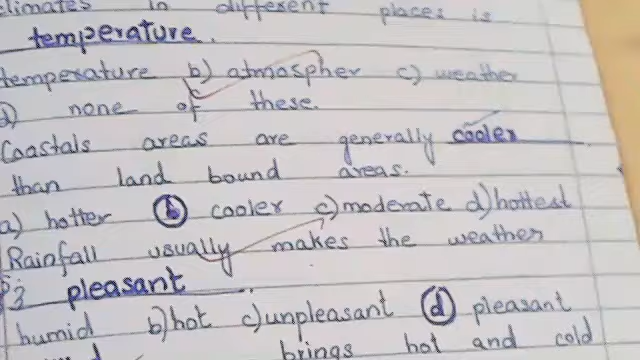 climates in different places is
temperature.
temperature b) atmospher c) weather
d) none of these.
Coastals areas are generally cooler
than land bound areas.
a) hotter b) cooler c) moderate d) hottest
Rainfall usually makes the weather
pleasant.
humid b) hot c) unpleasant d) pleasant
brings hot and cold